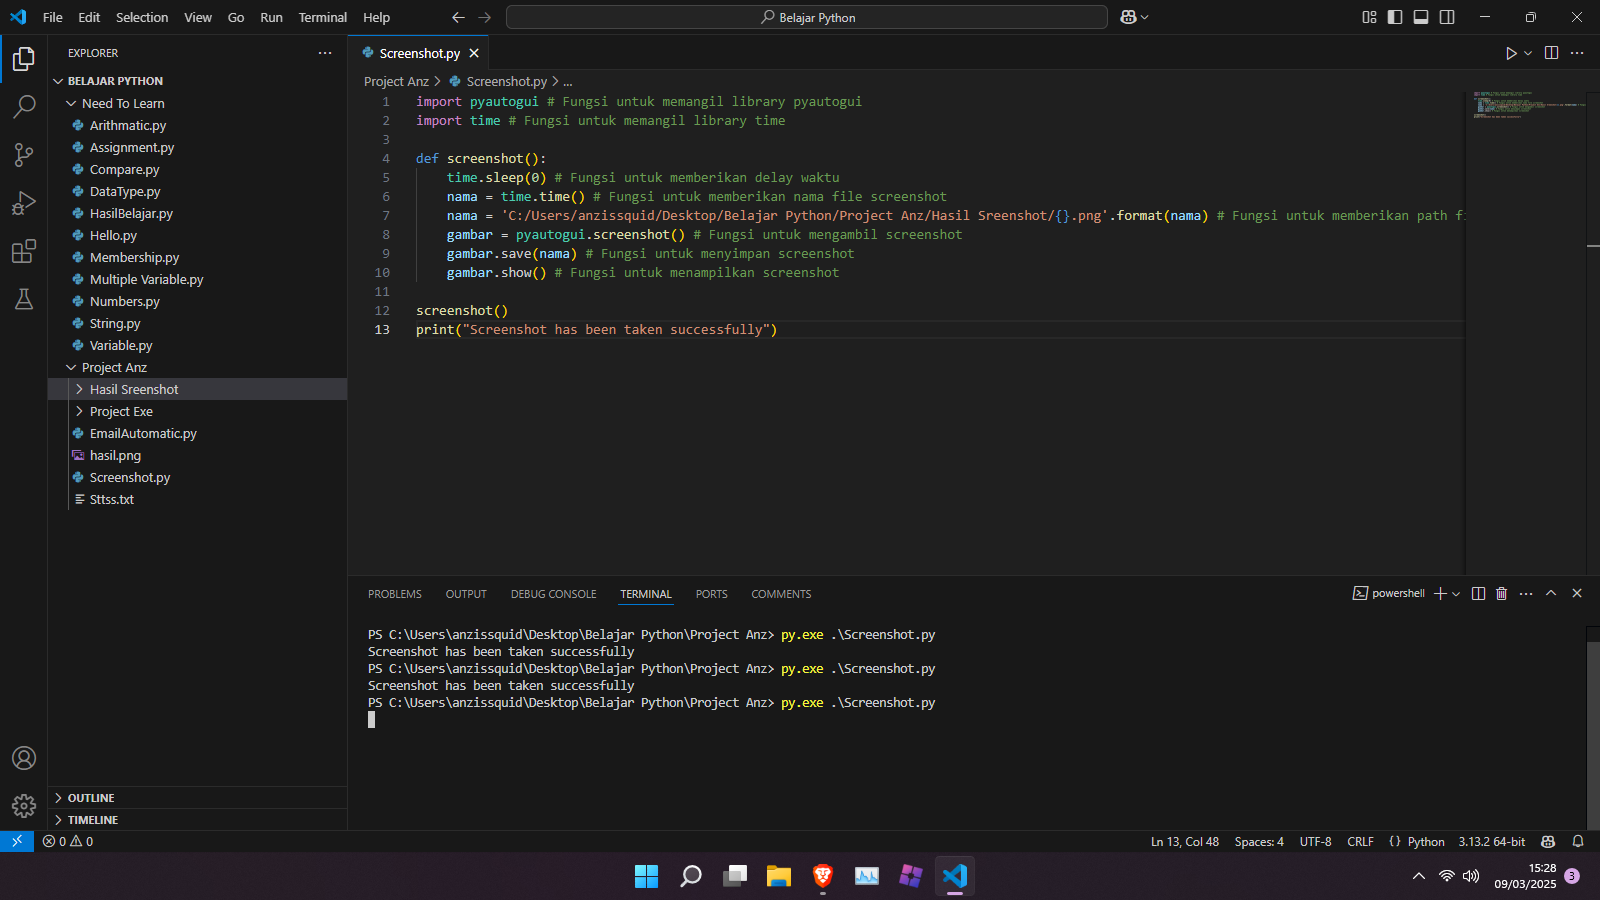 File Edit Selection View Go Run Terminal Help
Belajar Python
EXPLORER
BELAJAR PYTHON
Need To Learn
Arithmatic.py
Assignment.py
Compare.py
DataType.py
HasilBelajar.py
Hello.py
Membership.py
Multiple Variable.py
Numbers.py
String.py
Variable.py
Project Anz
Hasil Sreenshot
Project Exe
EmailAutomatic.py
hasil.png
Screenshot.py
Sttss.txt
OUTLINE
TIMELINE
Screenshot.py
Project Anz > Screenshot.py > ...
1 import pyautogui # Fungsi untuk memangil library pyautogui
2 import time # Fungsi untuk memangil library time
3
4 def screenshot():
5 time.sleep(0) # Fungsi untuk memberikan delay waktu
6 nama = time.time() # Fungsi untuk memberikan nama file screenshot
7 nama = 'C:/Users/anzissquid/Desktop/Belajar Python/Project Anz/Hasil Sreenshot/{}.png'.format(nama) # Fungsi untuk memberikan path fi
8 gambar = pyautogui.screenshot() # Fungsi untuk mengambil screenshot
9 gambar.save(nama) # Fungsi untuk menyimpan screenshot
10 gambar.show() # Fungsi untuk menampilkan screenshot
11
12 screenshot()
13 print("Screenshot has been taken successfully")
PROBLEMS OUTPUT DEBUG CONSOLE TERMINAL PORTS COMMENTS
powershell
PS C:\Users\anzissquid\Desktop\Belajar Python\Project Anz> py.exe .\Screenshot.py
Screenshot has been taken successfully
PS C:\Users\anzissquid\Desktop\Belajar Python\Project Anz> py.exe .\Screenshot.py
Screenshot has been taken successfully
PS C:\Users\anzissquid\Desktop\Belajar Python\Project Anz> py.exe .\Screenshot.py
0 0
Ln 13, Col 48 Spaces: 4 UTF-8 CRLF {} Python 3.13.2 64-bit
15:28
09/03/2025
3